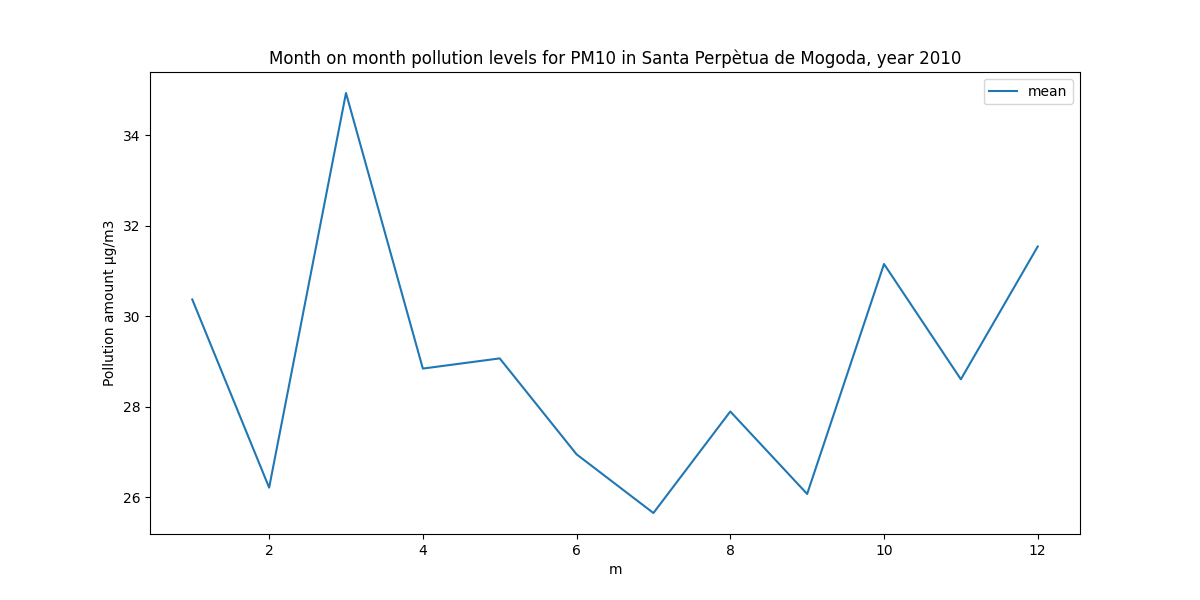 Month on month pollution levels for PM10 in Santa Perpètua de Mogoda, year 2010
mean
Pollution amount µg/m3
34
32
30
28
26
2 4 6 8 10 12
m